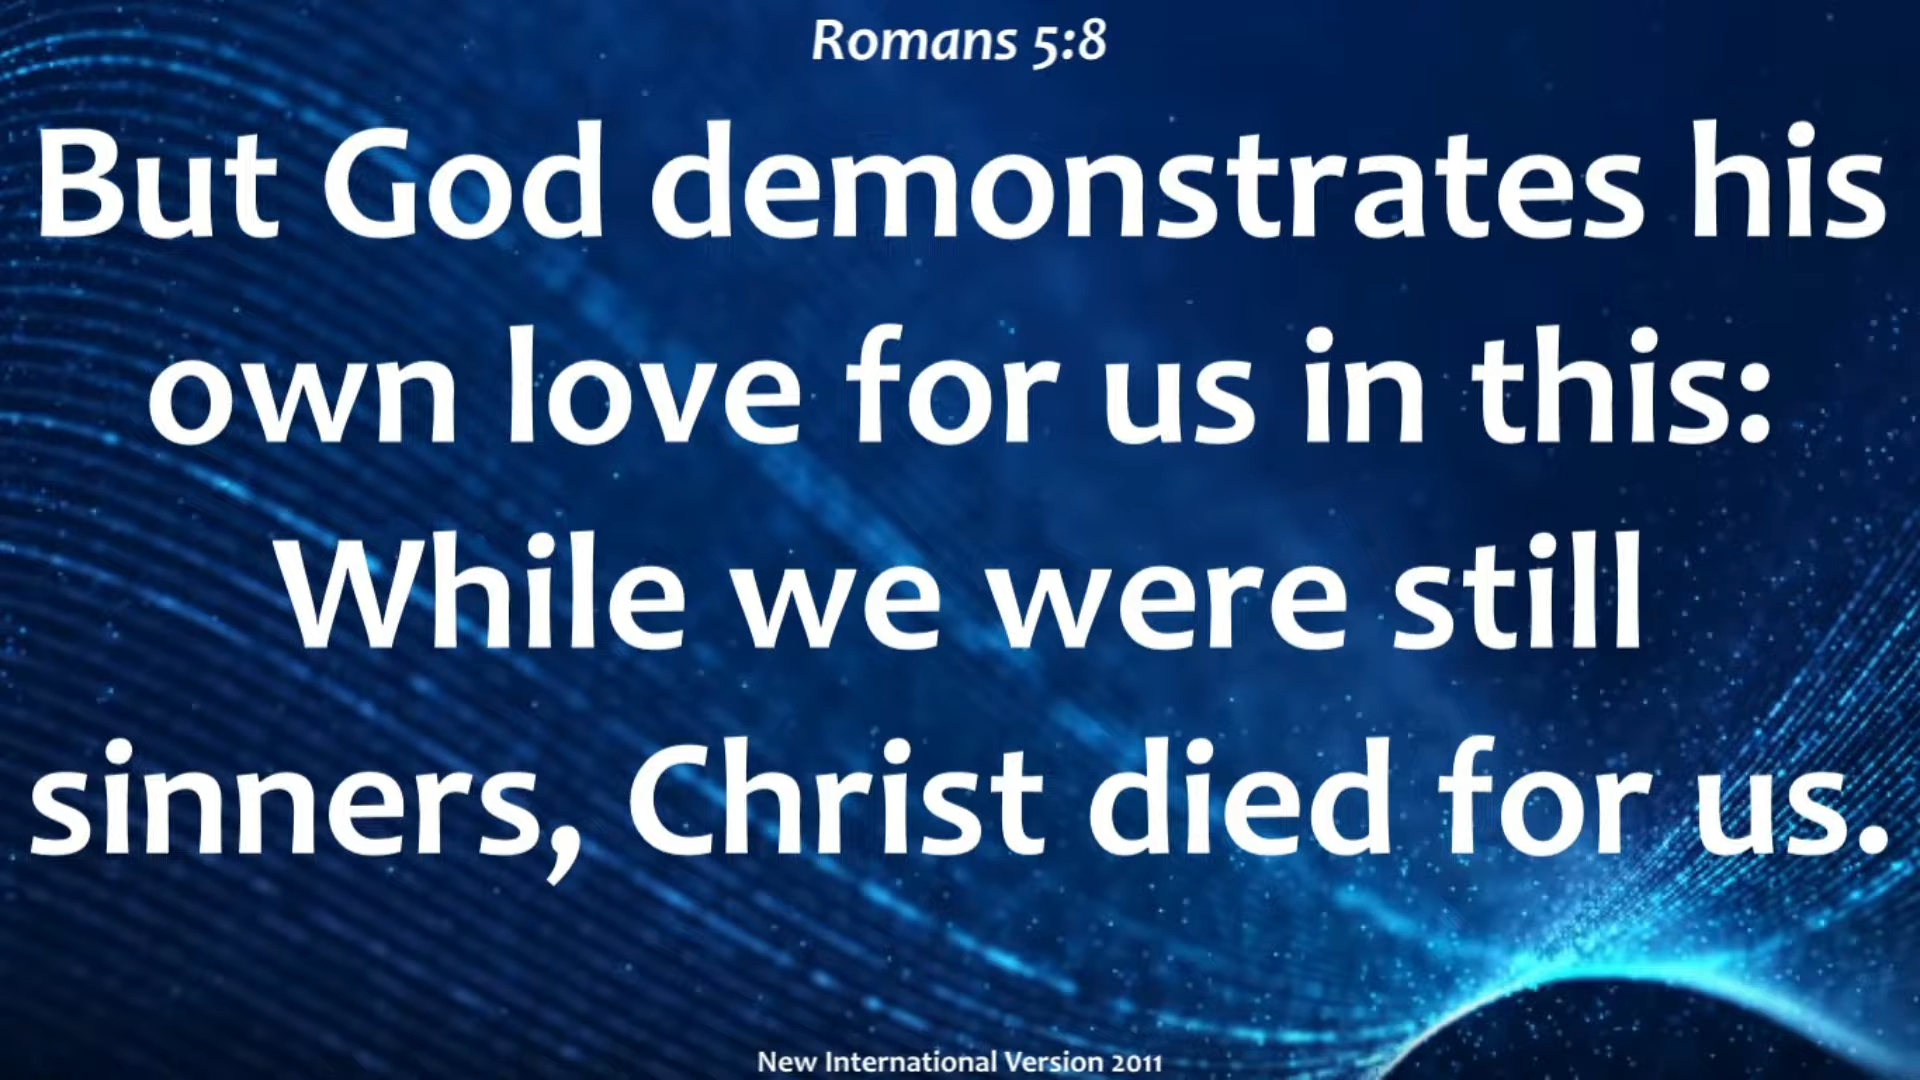 Romans 5:8
But God demonstrates his
own love for us in this:
While we were still
sinners, Christ died for us.
New International Version 2011